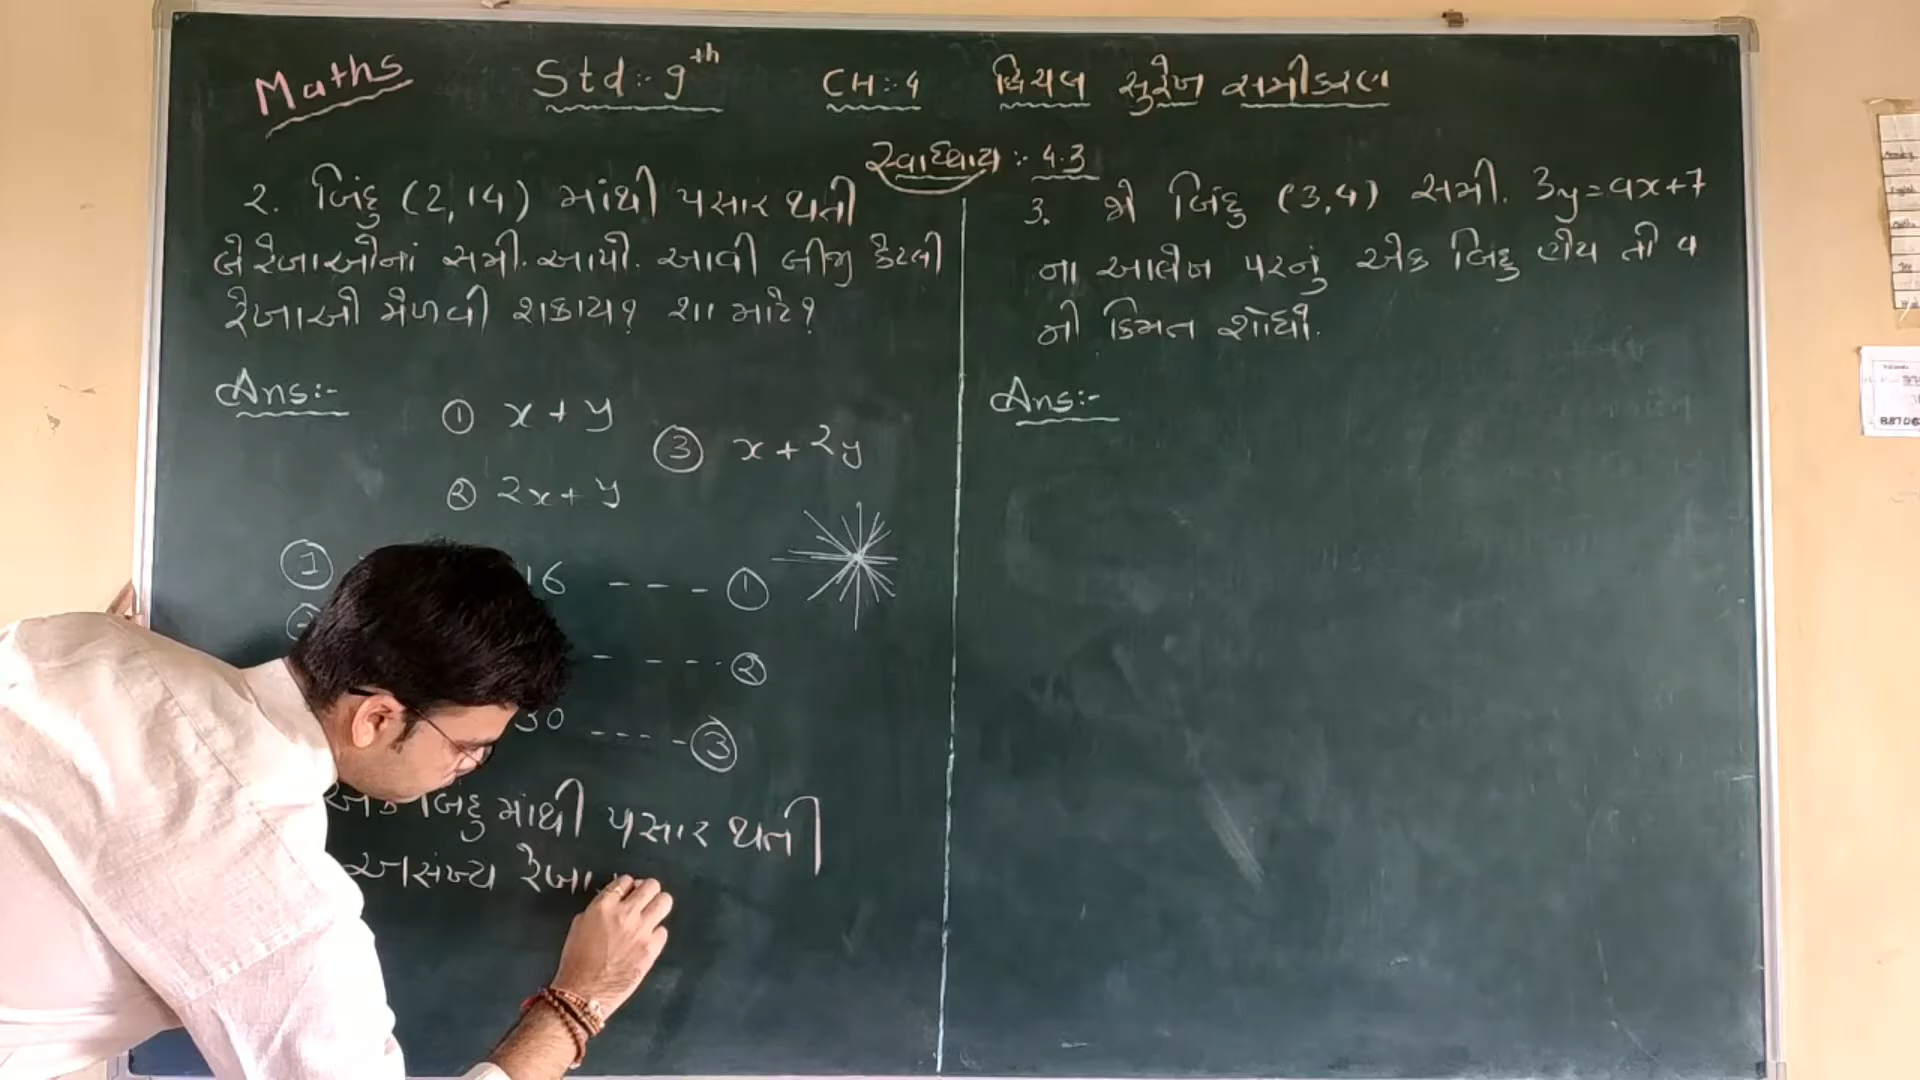 Maths Std:- 9th CH:-4 દ્વિચલ સુરેખ સમીકરણ
સ્વાધ્યાય :- 4.3
2. બિંદુ (2,14) માંથી પસાર થતી
બે રેખાઓનાં સમી. આપો. આવી બીજી કેટલી
રેખાઓ મેળવી શકાય? શા માટે?
Ans:-
① x + y
③ x + 2y
② 2x + y
① 16 --- ①
- --- ②
30 ---- ③
એક બિંદુ માંથી પસાર થતી
અસંખ્ય
3. જો બિંદુ (3,4) સમી. 3y = ax+7
ના આલેખ પરનું એક બિંદુ હોય તો a
ની કિંમત શોધો.
Ans:-